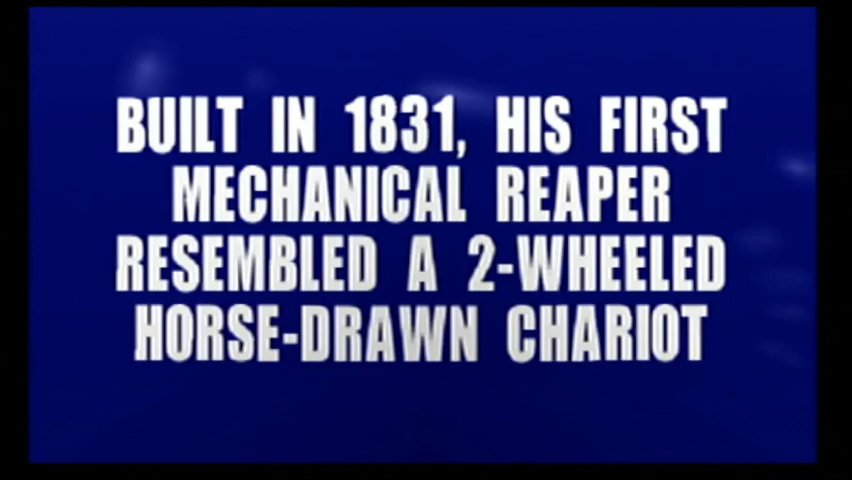 BUILT IN 1831, HIS FIRST
MECHANICAL REAPER
RESEMBLED A 2-WHEELED
HORSE-DRAWN CHARIOT